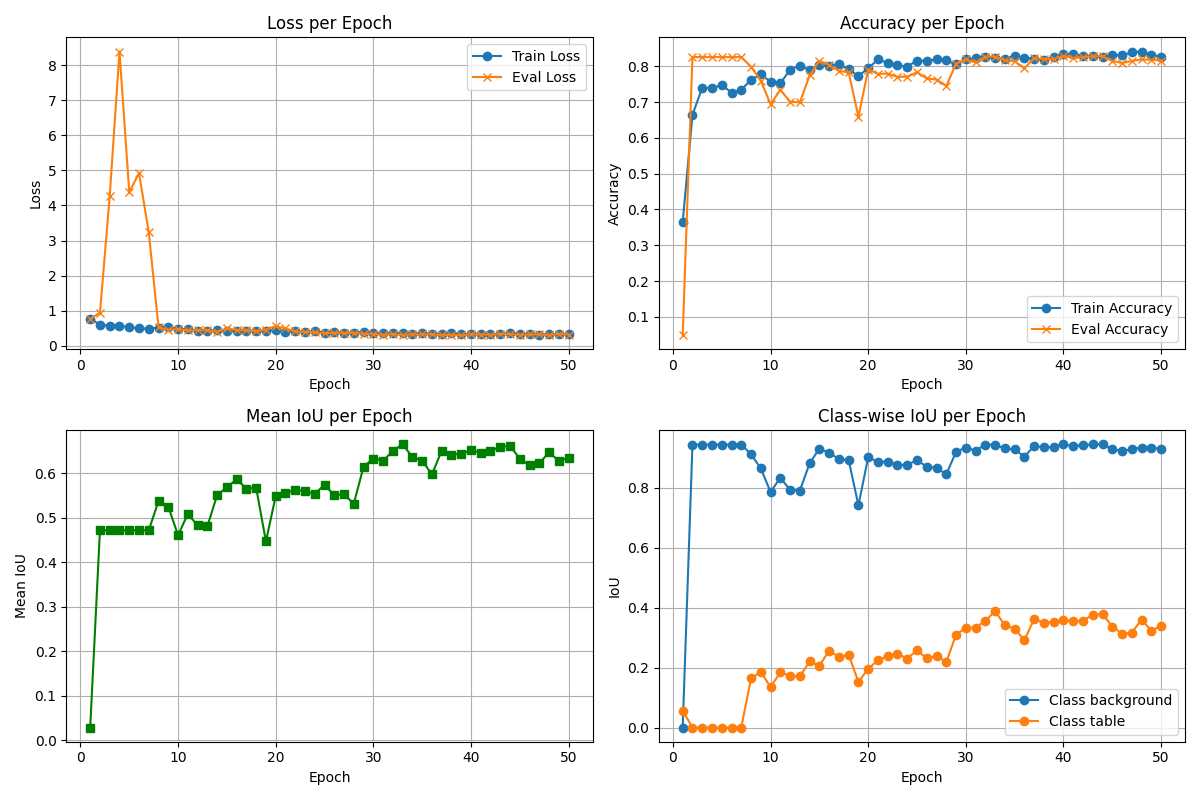 Loss per Epoch
Train Loss
Eval Loss
8
7
6
5
4
3
2
1
0
Loss
0 10 20 30 40 50
Epoch
Accuracy per Epoch
0.8
0.7
0.6
0.5
0.4
0.3
0.2
0.1
Accuracy
Train Accuracy
Eval Accuracy
0 10 20 30 40 50
Epoch
Mean IoU per Epoch
0.6
0.5
0.4
0.3
0.2
0.1
0.0
Mean IoU
0 10 20 30 40 50
Epoch
Class-wise IoU per Epoch
0.8
0.6
0.4
0.2
0.0
IoU
Class background
Class table
0 10 20 30 40 50
Epoch